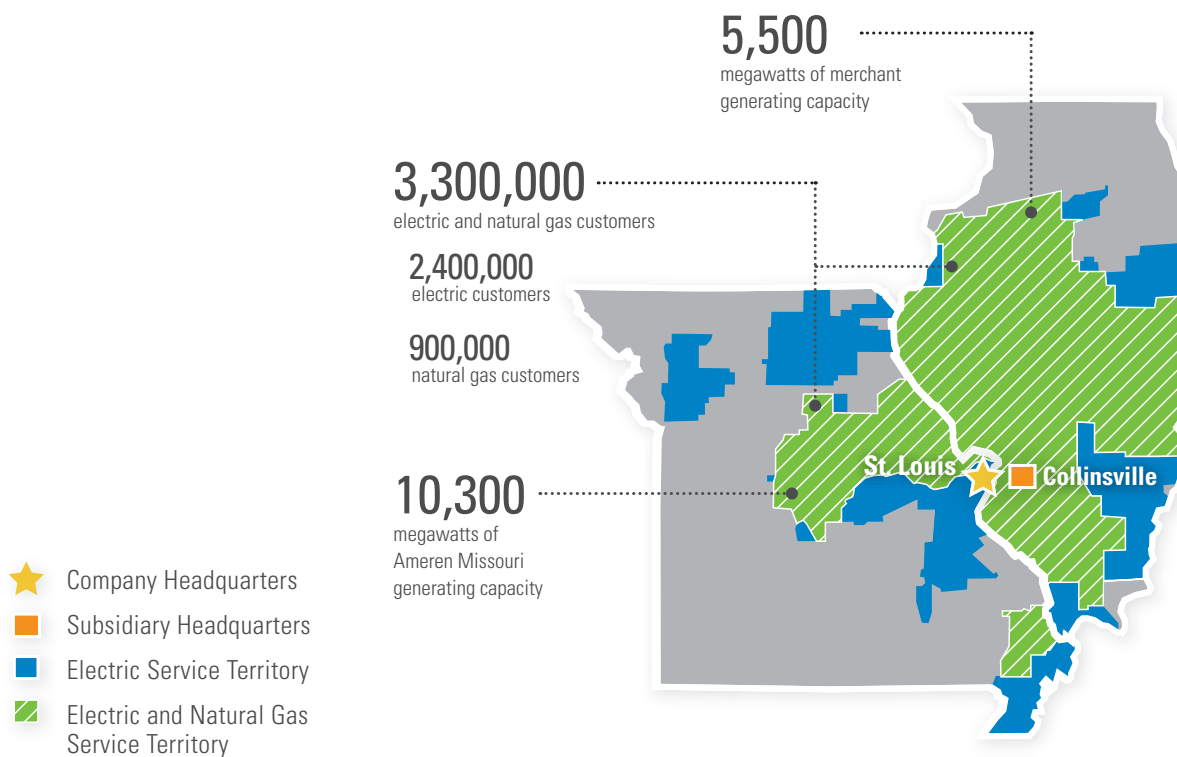 5,500
megawatts of merchant
generating capacity
3,300,000
electric and natural gas customers
2,400,000
electric customers
900,000
natural gas customers
St. Louis
Collinsville
10,300
megawatts of
Ameren Missouri
generating capacity
Company Headquarters
Subsidiary Headquarters
Electric Service Territory
Electric and Natural Gas
Service Territory